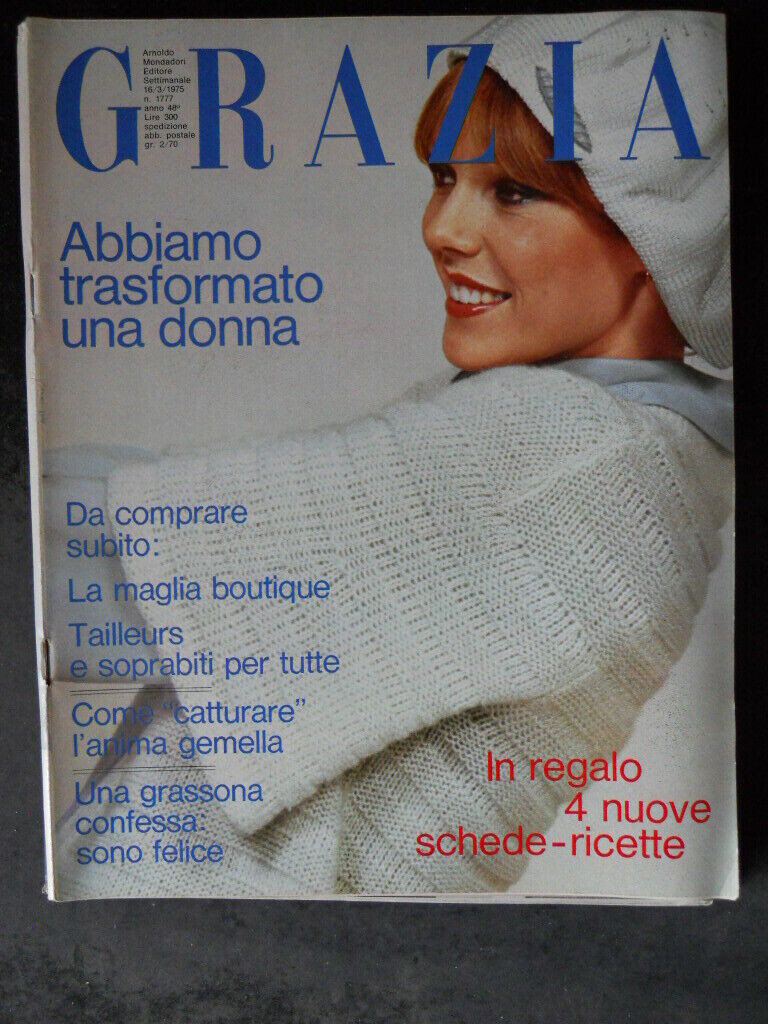 GRAZIA
Arnoldo
Mondadori
Editore
Settimanale
16/3/1975
n. 1777
anno 48º
Lire 300
spedizione
abb. postale
gr. 2/70
Abbiamo
trasformato
una donna
Da comprare
subito:
La maglia boutique
Tailleurs
e soprabiti per tutte
Come "catturare"
l'anima gemella
Una grassona
confessa:
sono felice
In regalo
4 nuove
schede-ricette